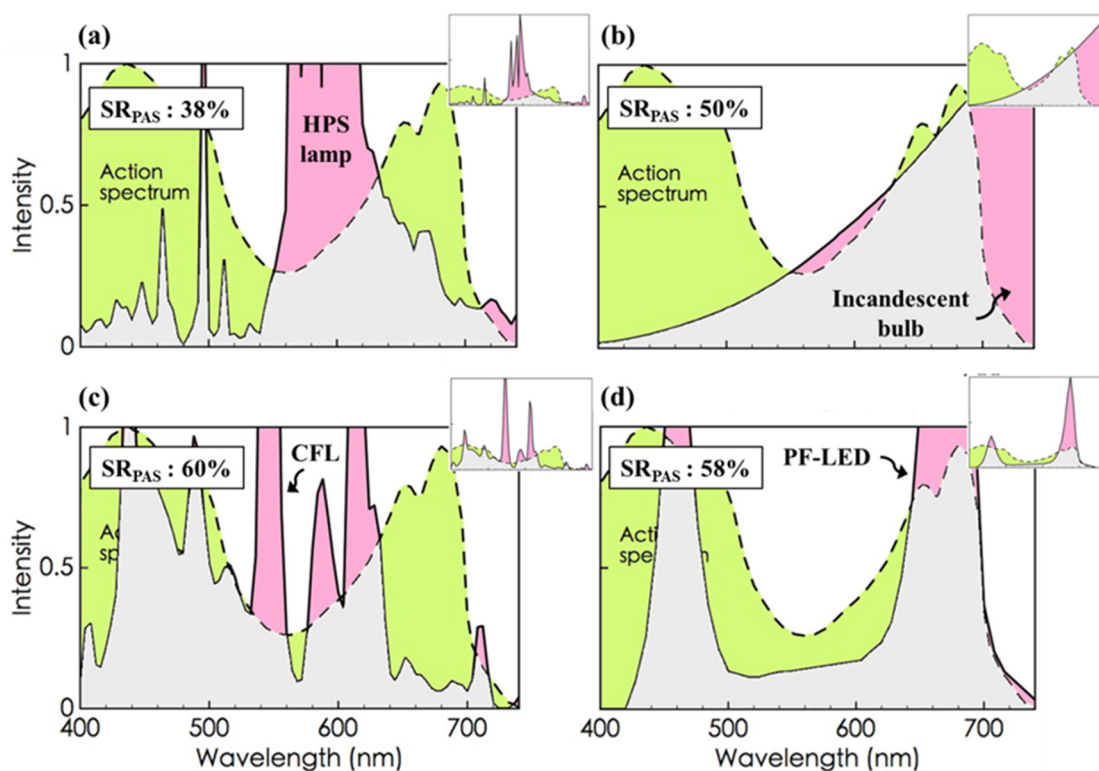 (a)
(b)
1
SR_PAS : 38%
SR_PAS : 50%
HPS
lamp
Action
spectrum
Action
spectrum
Intensity
0.5
Incandescent
bulb
0
(c)
(d)
1
CFL
SR_PAS : 60%
SR_PAS : 58%
PF-LED
Intensity
0.5
0
400 500 600 700
400 500 600 700
Wavelength (nm)
Wavelength (nm)